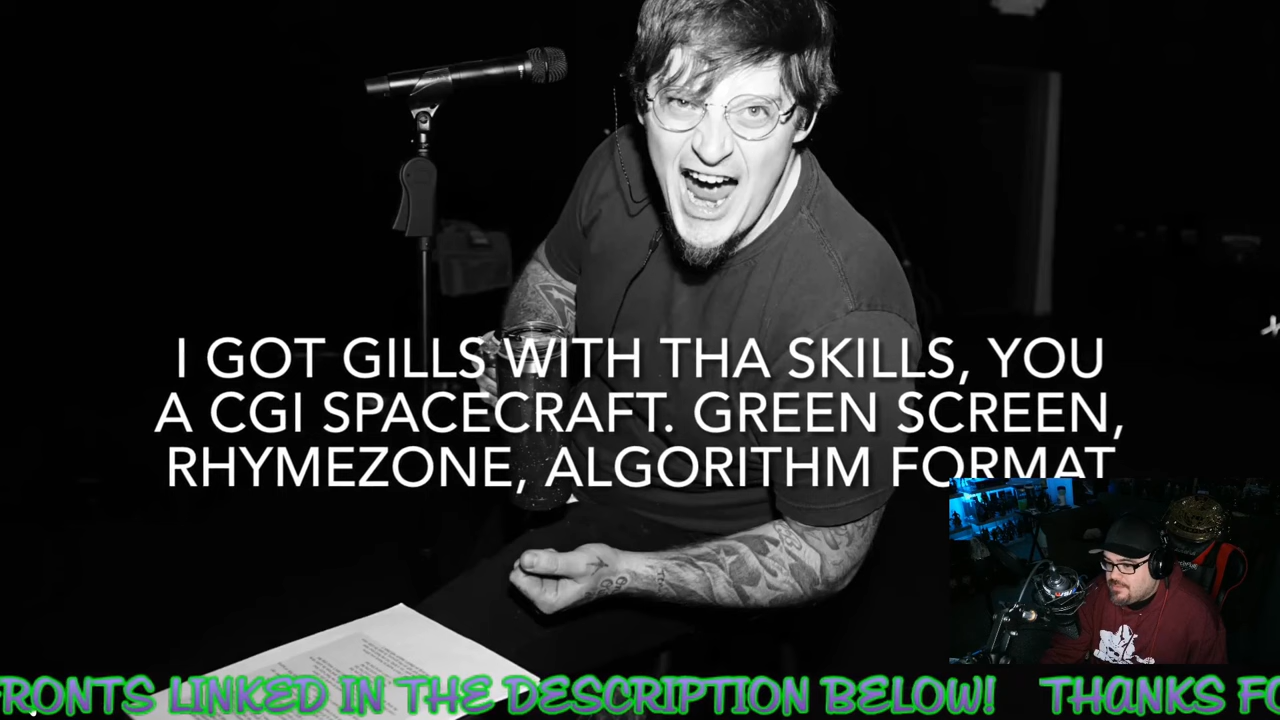 I GOT GILLS WITH THA SKILLS, YOU
A CGI SPACECRAFT. GREEN SCREEN,
RHYMEZONE, ALGORITHM FORMAT
RONTS LINKED IN THE DESCRIPTION BELOW! THANKS FO